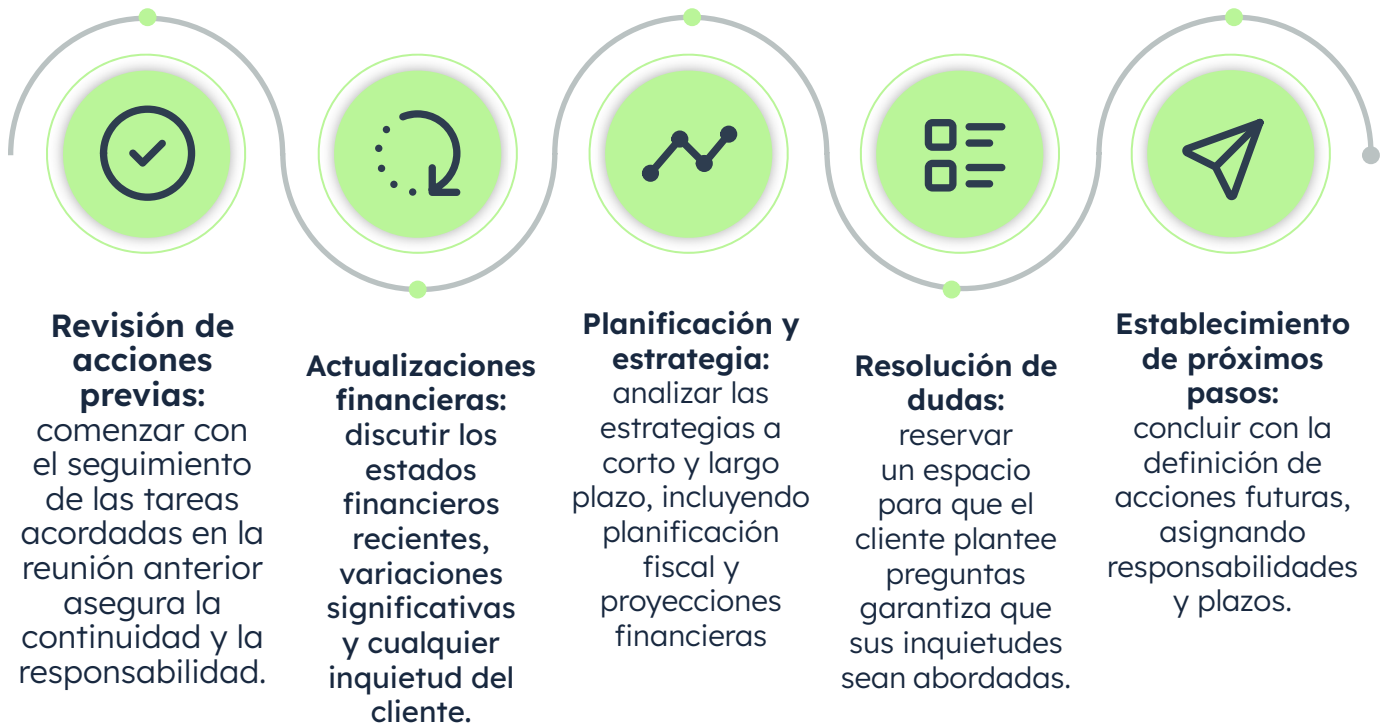 Revisión de
acciones
previas:
comenzar con
el seguimiento
de las tareas
acordadas en la
reunión anterior
asegura la
continuidad y la
responsabilidad.
Actualizaciones
financieras:
discutir los
estados
financieros
recientes,
variaciones
significativas
y cualquier
inquietud del
cliente.
Planificación y
estrategia:
analizar las
estrategias a
corto y largo
plazo, incluyendo
planificación
fiscal y
proyecciones
financieras
Resolución de
dudas:
reservar
un espacio
para que el
cliente plantee
preguntas
garantiza que
sus inquietudes
sean abordadas.
Establecimiento
de próximos
pasos:
concluir con la
definición de
acciones futuras,
asignando
responsabilidades
y plazos.